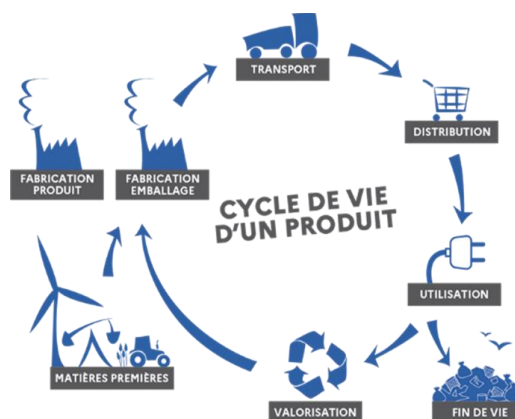 TRANSPORT
DISTRIBUTION
FABRICATION
PRODUIT
FABRICATION
EMBALLAGE
CYCLE DE VIE
D'UN PRODUIT
UTILISATION
MATIÈRES PREMIÈRES
VALORISATION
FIN DE VIE